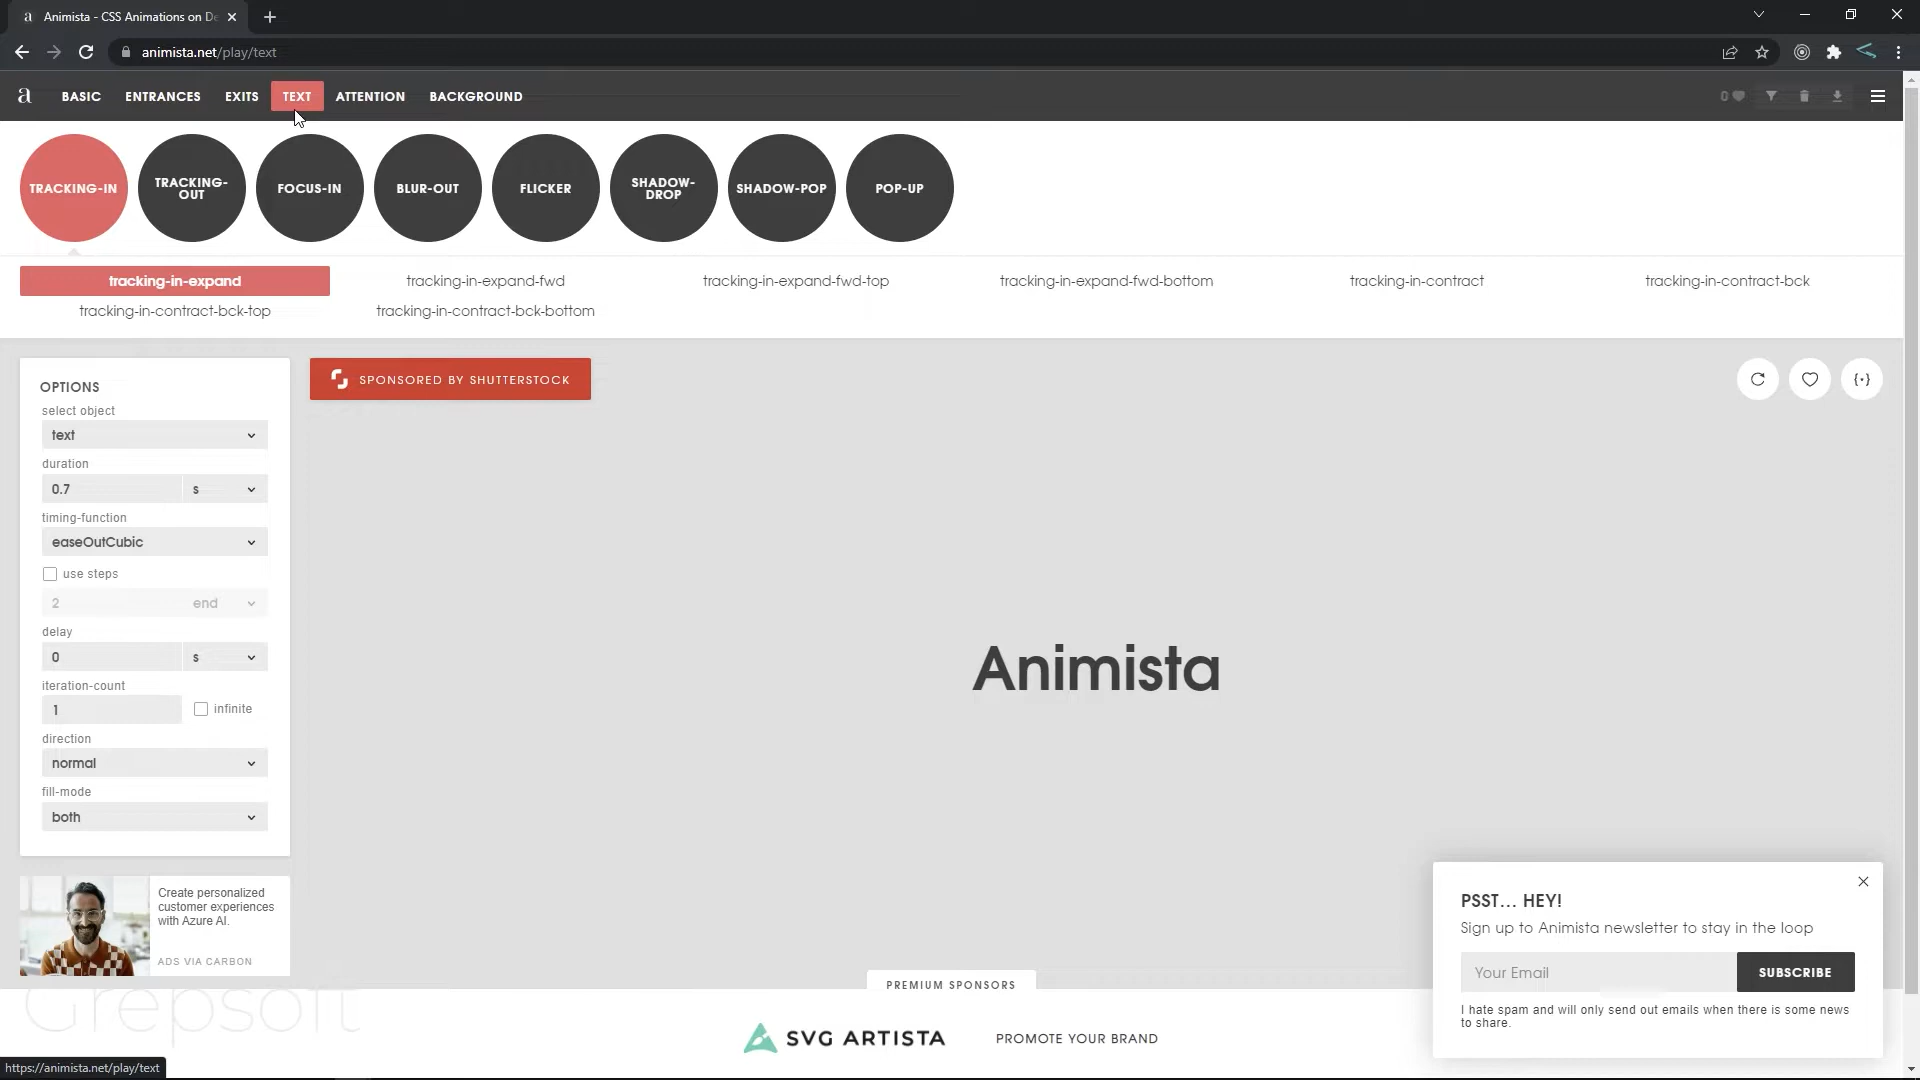 a Animista - CSS Animations on De
animista.net/play/text
a BASIC ENTRANCES EXITS TEXT ATTENTION BACKGROUND 0
TRACKING-IN
TRACKING-
OUT
FOCUS-IN
BLUR-OUT
FLICKER
SHADOW-
DROP
SHADOW-POP
POP-UP
tracking-in-expand tracking-in-expand-fwd tracking-in-expand-fwd-top tracking-in-expand-fwd-bottom tracking-in-contract tracking-in-contract-bck
tracking-in-contract-bck-top tracking-in-contract-bck-bottom
OPTIONS
select object
text
duration
0.7 s
timing-function
easeOutCubic
use steps
2 end
delay
0 s
iteration-count
1 infinite
direction
normal
fill-mode
both
SPONSORED BY SHUTTERSTOCK
{·}
Animista
Create personalized
customer experiences
with Azure AI.
ADS VIA CARBON
Grepsoft
PREMIUM SPONSORS
SVG ARTISTA PROMOTE YOUR BRAND
PSST... HEY!
Sign up to Animista newsletter to stay in the loop
Your Email SUBSCRIBE
I hate spam and will only send out emails when there is some news
to share.
https://animista.net/play/text